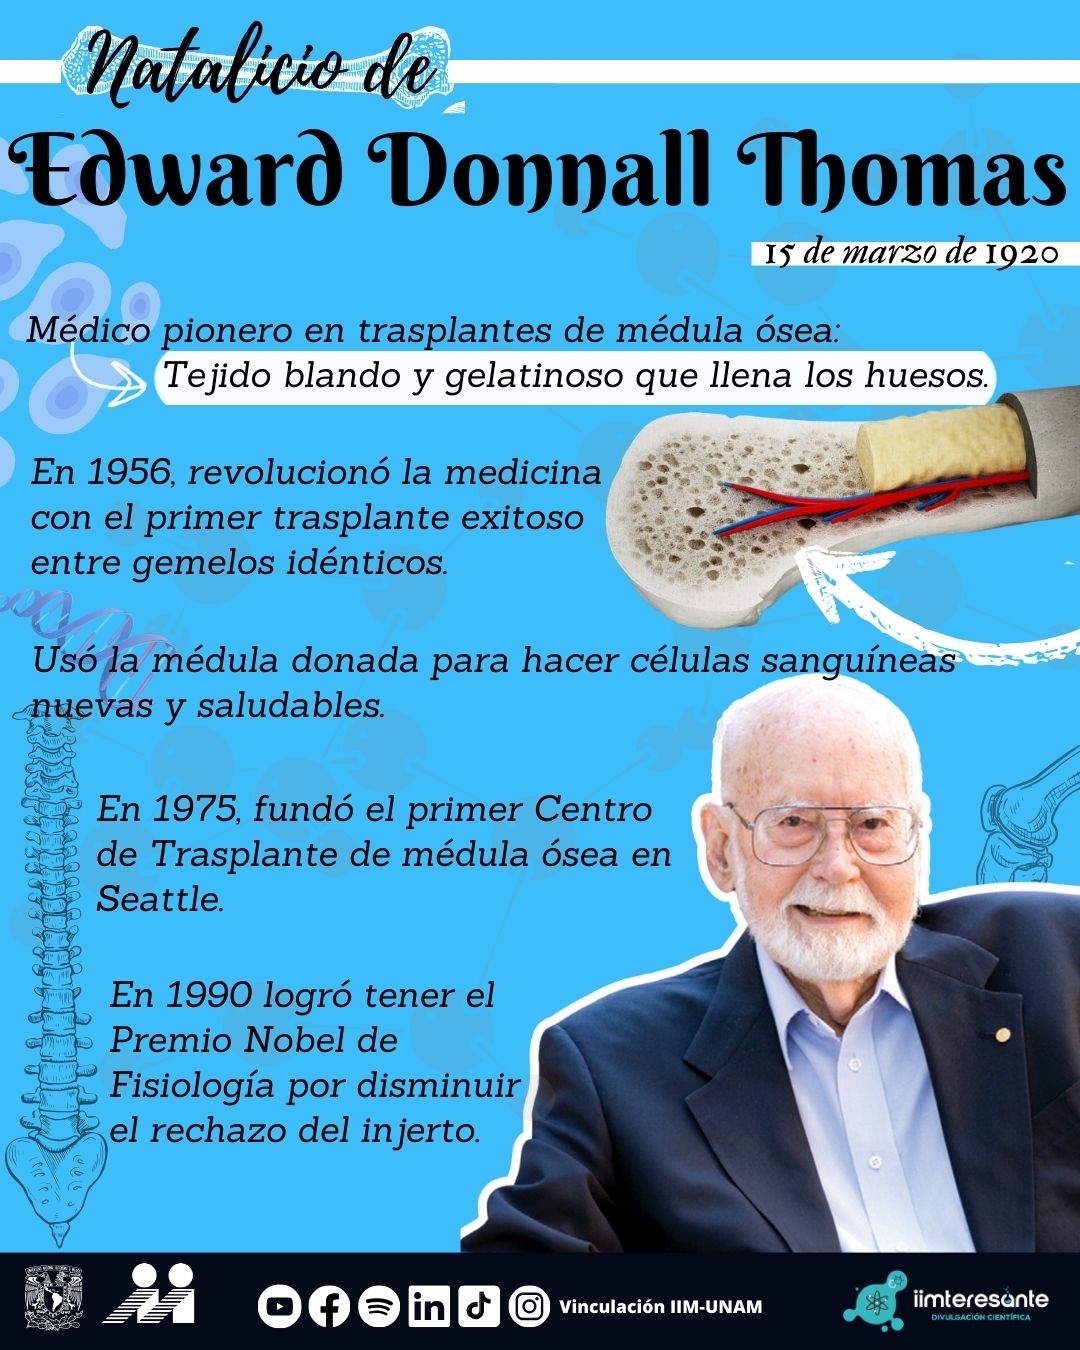 Natalicio de
Edward Donnall Thomas
15 de marzo de 1920
Médico pionero en trasplantes de médula ósea:
Tejido blando y gelatinoso que llena los huesos.
En 1956, revolucionó la medicina
con el primer trasplante exitoso
entre gemelos idénticos.
Usó la médula donada para hacer células sanguíneas
nuevas y saludables.
En 1975, fundó el primer Centro
de Trasplante de médula ósea en
Seattle.
En 1990 logró tener el
Premio Nobel de
Fisiología por disminuir
el rechazo del injerto.
Vinculación IIM-UNAM
iimteresante
DIVULGACIÓN CIENTÍFICA